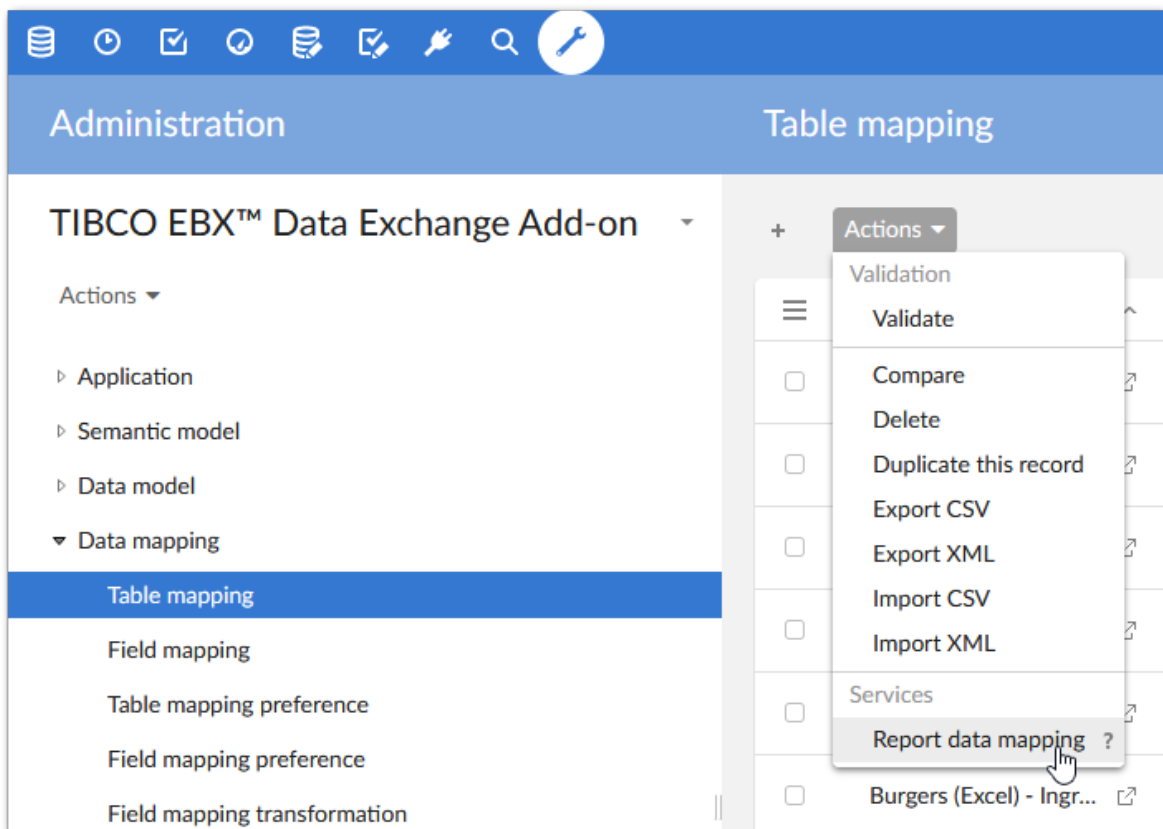 Administration
Table mapping
TIBCO EBX™ Data Exchange Add-on
Actions
Application
Semantic model
Data model
Data mapping
Table mapping
Field mapping
Table mapping preference
Field mapping preference
Field mapping transformation
Actions
Validation
Validate
Compare
Delete
Duplicate this record
Export CSV
Export XML
Import CSV
Import XML
Services
Report data mapping ?
Burgers (Excel) - Ingr...